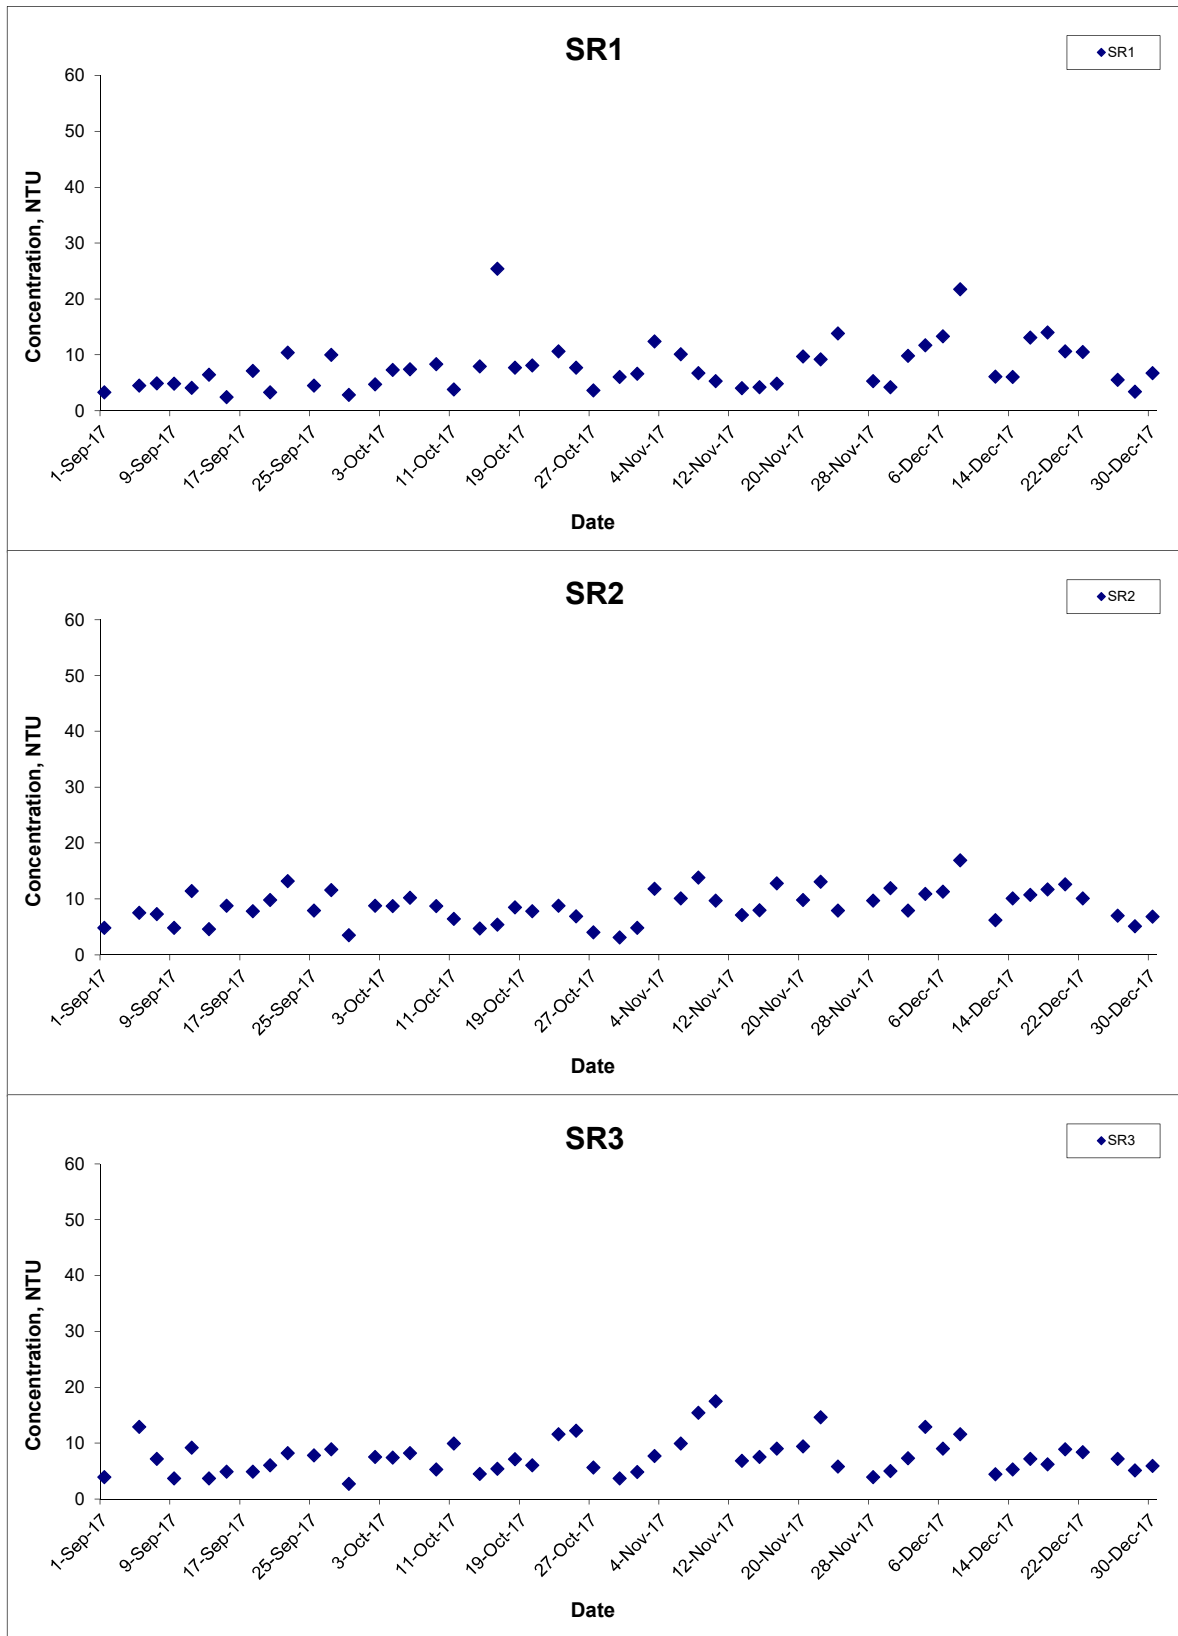 SR1
SR1
60
50
40
30
20
10
0
Concentration, NTU
1-Sep-17
9-Sep-17
17-Sep-17
25-Sep-17
3-Oct-17
11-Oct-17
19-Oct-17
27-Oct-17
4-Nov-17
12-Nov-17
20-Nov-17
28-Nov-17
6-Dec-17
14-Dec-17
22-Dec-17
30-Dec-17
Date
SR2
SR2
60
50
40
30
20
10
0
Concentration, NTU
1-Sep-17
9-Sep-17
17-Sep-17
25-Sep-17
3-Oct-17
11-Oct-17
19-Oct-17
27-Oct-17
4-Nov-17
12-Nov-17
20-Nov-17
28-Nov-17
6-Dec-17
14-Dec-17
22-Dec-17
30-Dec-17
Date
SR3
SR3
60
50
40
30
20
10
0
Concentration, NTU
1-Sep-17
9-Sep-17
17-Sep-17
25-Sep-17
3-Oct-17
11-Oct-17
19-Oct-17
27-Oct-17
4-Nov-17
12-Nov-17
20-Nov-17
28-Nov-17
6-Dec-17
14-Dec-17
22-Dec-17
30-Dec-17
Date